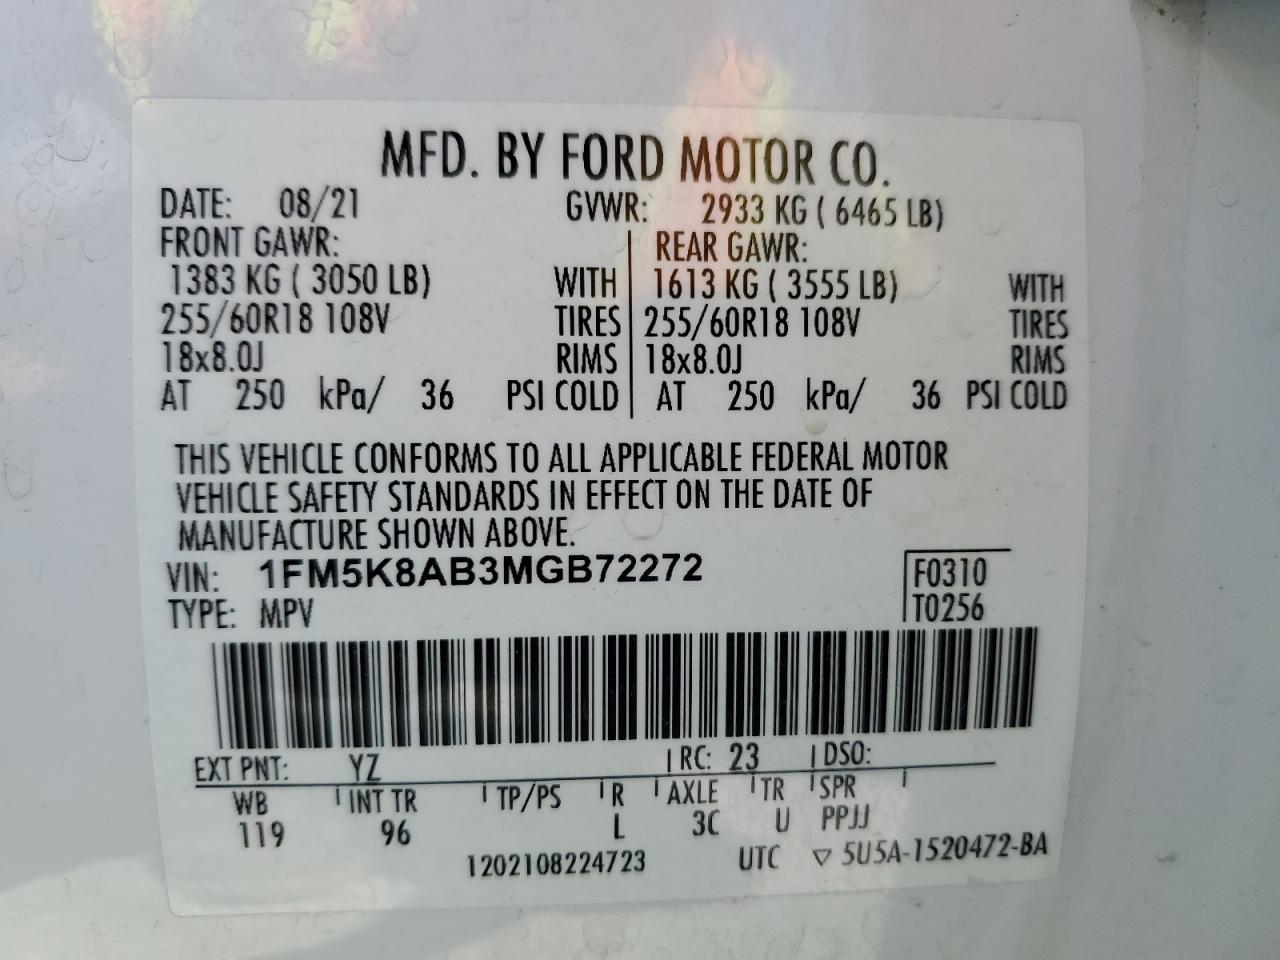 MFD. BY FORD MOTOR CO.
DATE: 08/21 GVWR: 2933 KG ( 6465 LB)
FRONT GAWR: REAR GAWR:
1383 KG ( 3050 LB) WITH 1613 KG ( 3555 LB) WITH
255/60R18 108V TIRES 255/60R18 108V TIRES
18x8.0J RIMS 18x8.0J RIMS
AT 250 kPa/ 36 PSI COLD AT 250 kPa/ 36 PSI COLD
THIS VEHICLE CONFORMS TO ALL APPLICABLE FEDERAL MOTOR
VEHICLE SAFETY STANDARDS IN EFFECT ON THE DATE OF
MANUFACTURE SHOWN ABOVE.
VIN: 1FM5K8AB3MGB72272 F0310
TYPE: MPV T0256
EXT PNT: YZ RC: 23 DSO:
WB INT TR TP/PS R AXLE TR SPR
119 96 L 3C U PPJJ
1202108224723 UTC ▽ 5U5A-1520472-BA